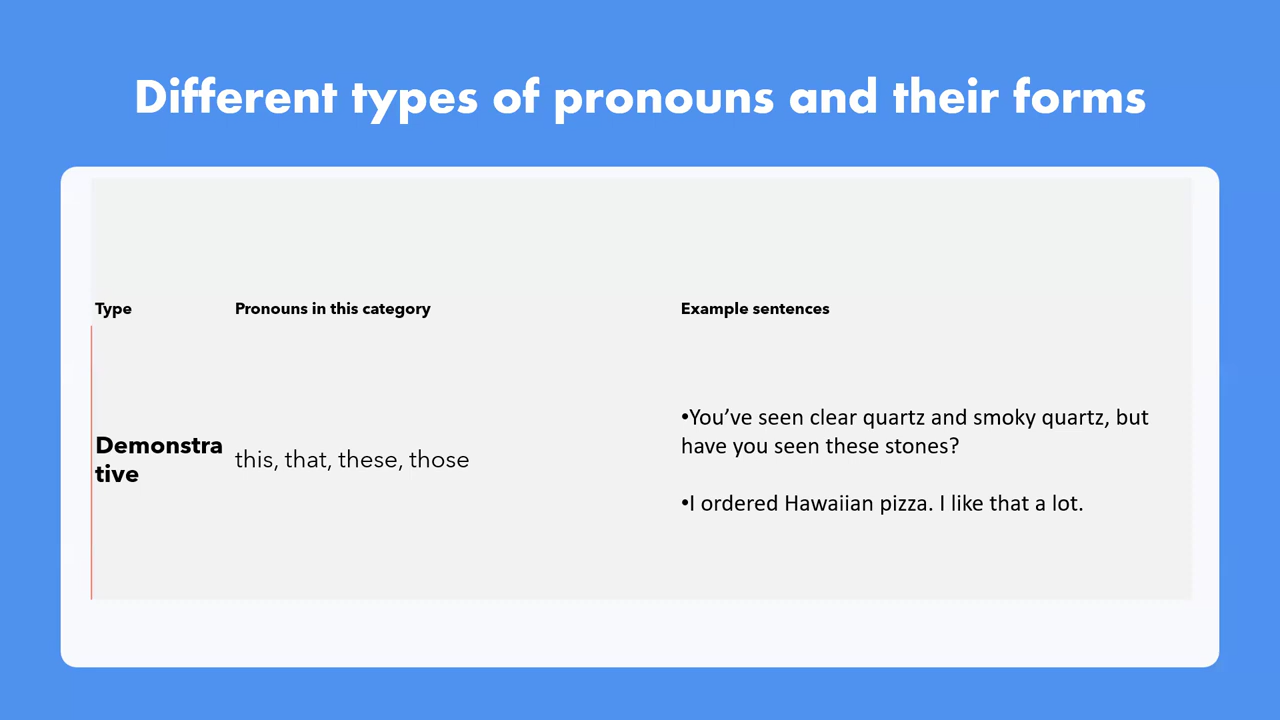 Different types of pronouns and their forms
Type Pronouns in this category Example sentences
Demonstra
tive
this, that, these, those
•You’ve seen clear quartz and smoky quartz, but
have you seen these stones?
•I ordered Hawaiian pizza. I like that a lot.